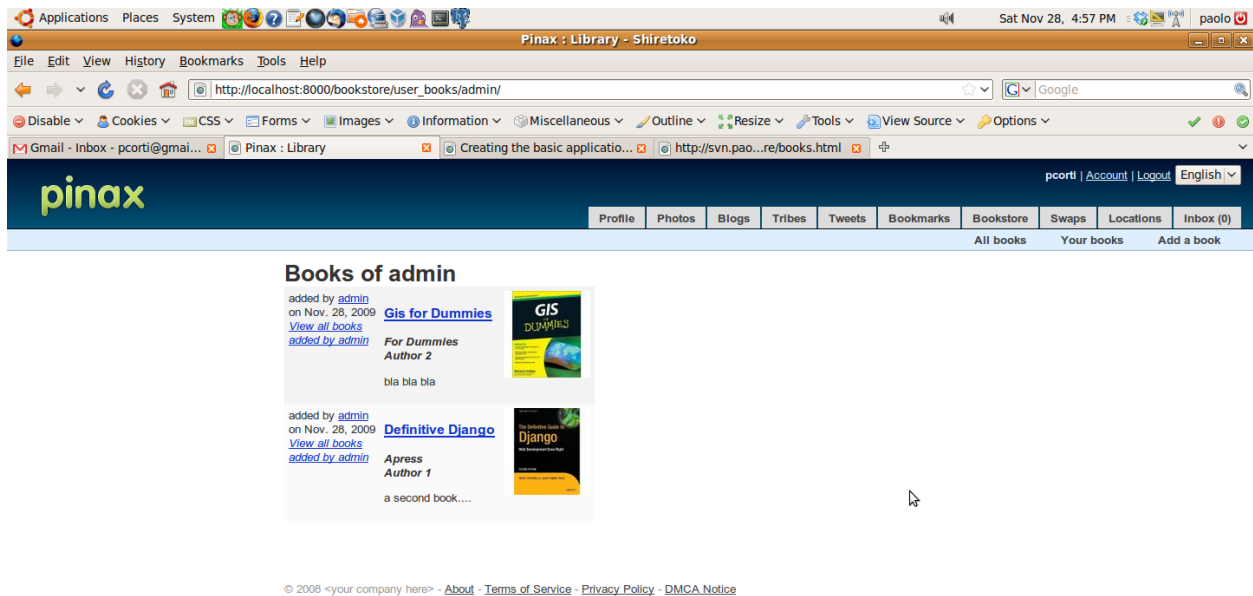 Applications Places System Sat Nov 28, 4:57 PM paolo
Pinax : Library - Shiretoko
File Edit View History Bookmarks Tools Help
http://localhost:8000/bookstore/user_books/admin/ Google
Disable Cookies CSS Forms Images Information Miscellaneous Outline Resize Tools View Source Options
Gmail - Inbox - pcorti@gmai... Pinax : Library Creating the basic applicatio... http://svn.pao...re/books.html
pinax
pcorti | Account | Logout English
Profile Photos Blogs Tribes Tweets Bookmarks Bookstore Swaps Locations Inbox (0)
All books Your books Add a book
Books of admin
added by admin
on Nov. 28, 2009
View all books
added by admin
Gis for Dummies
For Dummies
Author 2
bla bla bla
GIS
FOR
DUMMIES
added by admin
on Nov. 28, 2009
View all books
added by admin
Definitive Django
Apress
Author 1
a second book....
The Definitive Guide to
Django
Web Development Done Right
© 2008 <your company here> - About - Terms of Service - Privacy Policy - DMCA Notice